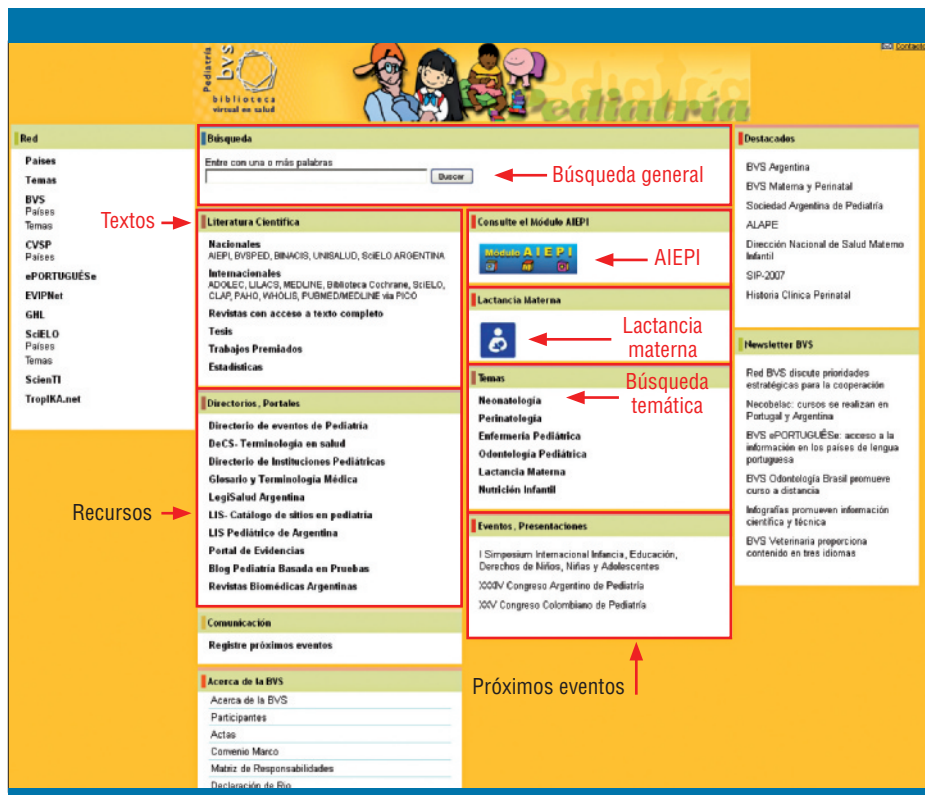 Contacto
Pediatría
bvs
biblioteca
virtual en salud
Pediatría
Red
Países
Temas
BVS
Países
Temas
CVSP
Países
ePORTUGUÊSe
EVIPNet
GHL
SciELO
Países
Temas
ScienTI
TropIKA.net
Búsqueda
Entre con una o más palabras
Buscar
Búsqueda general
Textos
Literatura Científica
Nacionales
AIEPI, BVSPED, BINACIS, UNISALUD, SciELO ARGENTINA
Internacionales
ADOLEC, LILACS, MEDLINE, Biblioteca Cochrane, SciELO,
CLAP, PAHO, WHOLIS, PUBMED/MEDLINE via PICO
Revistas con acceso a texto completo
Tesis
Trabajos Premiados
Estadísticas
Recursos
Directorios, Portales
Directorio de eventos de Pediatría
DeCS- Terminología en salud
Directorio de Instituciones Pediátricas
Glosario y Terminología Médica
LegiSalud Argentina
LIS- Catálogo de sitios en pediatría
LIS Pediátrico de Argentina
Portal de Evidencias
Blog Pediatría Basada en Pruebas
Revistas Biomédicas Argentinas
Comunicación
Registre próximos eventos
Acerca de la BVS
Acerca de la BVS
Participantes
Actas
Convenio Marco
Matriz de Responsabilidades
Declaración de Rio
Consulte el Módulo AIEPI
Módulo AIEPI
AIEPI
Lactancia Materna
Lactancia
materna
Temas
Búsqueda
temática
Neonatología
Perinatología
Enfermería Pediátrica
Odontología Pediátrica
Lactancia Materna
Nutrición Infantil
Eventos, Presentaciones
I Simposium Internacional Infancia, Educación,
Derechos de Niños, Niñas y Adolescentes
XXXIV Congreso Argentino de Pediatría
XXV Congreso Colombiano de Pediatría
Próximos eventos
Destacados
BVS Argentina
BVS Materna y Perinatal
Sociedad Argentina de Pediatría
ALAPE
Dirección Nacional de Salud Materno
Infantil
SIP-2007
Historia Clínica Perinatal
Newsletter BVS
Red BVS discute prioridades
estratégicas para la cooperación
Necobelac: cursos se realizan en
Portugal y Argentina
BVS ePORTUGUÊSe: acceso a la
información en los países de lengua
portuguesa
BVS Odontología Brasil promueve
curso a distancia
Infografías promueven información
científica y técnica
BVS Veterinaria proporciona
contenido en tres idiomas